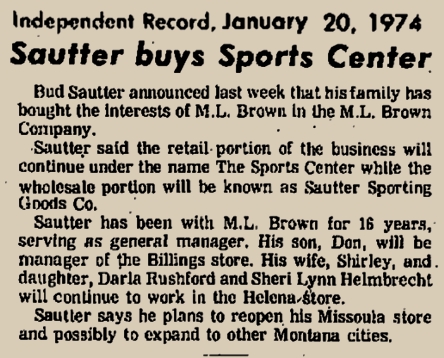 Independent Record, January 20, 1974
Sautter buys Sports Center
Bud Sautter announced last week that his family has
bought the interests of M.L. Brown in the M.L. Brown
Company.
Sautter said the retail portion of the business will
continue under the name The Sports Center while the
wholesale portion will be known as Sautter Sporting
Goods Co.
Sautter has been with M.L. Brown for 16 years,
serving as general manager. His son, Don, will be
manager of the Billings store. His wife, Shirley, and
daughter, Darla Rushford and Sheri Lynn Helmbrecht
will continue to work in the Helena store.
Sautter says he plans to reopen his Missoula store
and possibly to expand to other Montana cities.